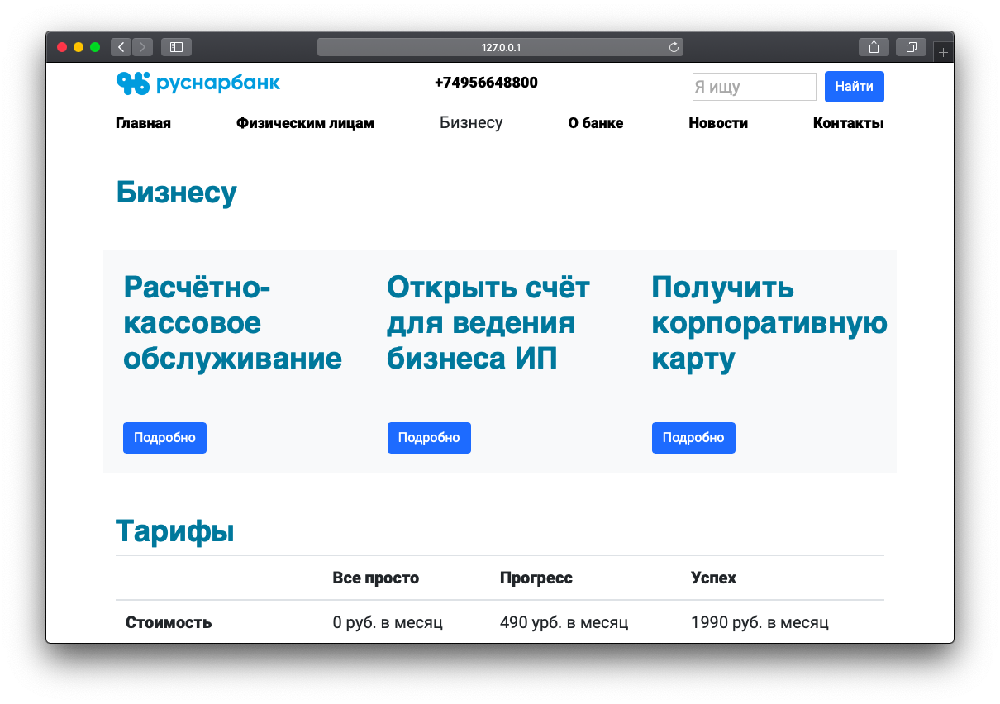 127.0.0.1
руснарбанк
+74956648800
Я ищу
Найти
Главная
Физическим лицам
Бизнесу
О банке
Новости
Контакты
Бизнесу
Расчётно-
кассовое
обслуживание
Подробно
Открыть счёт
для ведения
бизнеса ИП
Подробно
Получить
корпоративную
карту
Подробно
Тарифы
Все просто
Прогресс
Успех
Стоимость
0 руб. в месяц
490 урб. в месяц
1990 руб. в месяц